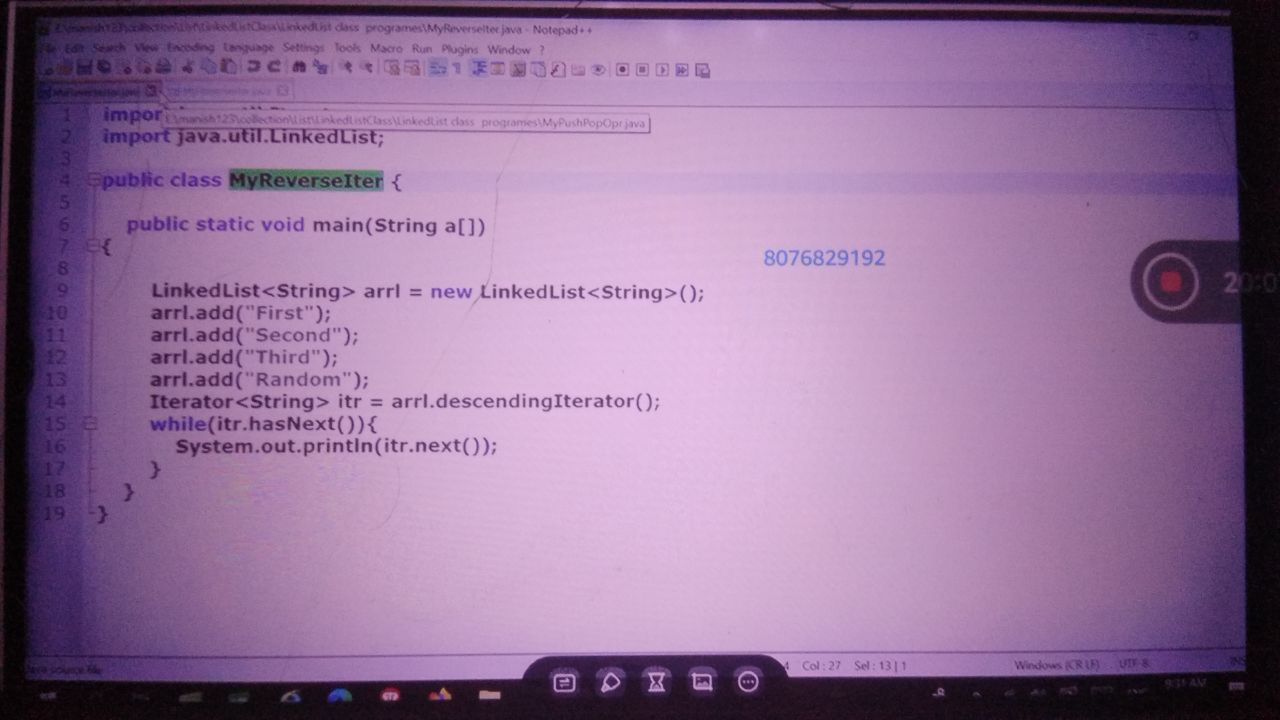 E:\manish123\collection\List\LinkedListClass\LinkedList class programes\MyReverseIter.java - Notepad++
Edit Search View Encoding Language Settings Tools Macro Run Plugins Window ?
1 impor
E:\manish123\collection\List\LinkedListClass\LinkedList class programes\MyPushPopOpr.java
2 import java.util.LinkedList;
3
4 public class MyReverseIter {
5
6 public static void main(String a[])
7 {
8076829192
8
9 LinkedList<String> arrl = new LinkedList<String>();
20:0
10 arrl.add("First");
11 arrl.add("Second");
12 arrl.add("Third");
13 arrl.add("Random");
14 Iterator<String> itr = arrl.descendingIterator();
15 while(itr.hasNext()){
16 System.out.println(itr.next());
17 }
18 }
19 }
Java source file 4 Col : 27 Sel : 13 | 1 Windows (CR LF) UTF-8 INS
9:31 AM